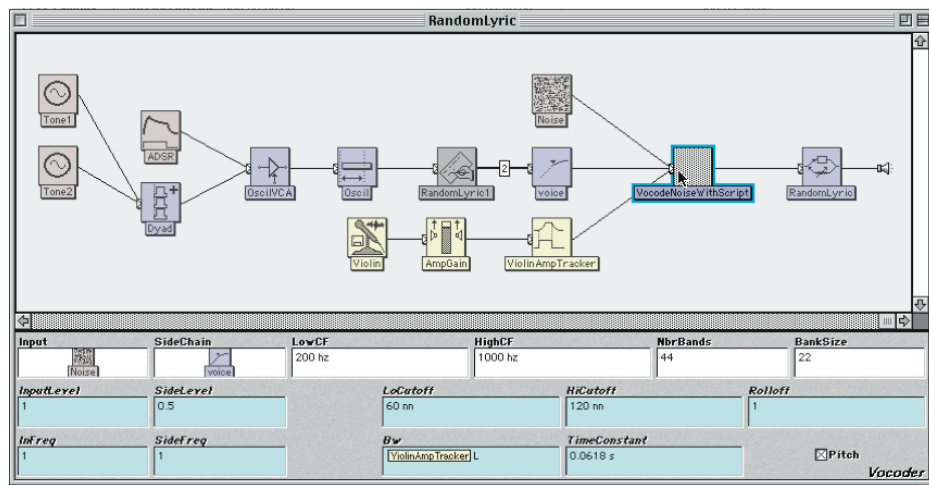 RandomLyric
Tone1
Noise
ADSR
Tone2
OscilVCA
Oscil
RandomLyric1
2
voice
VocodeNoiseWithScript
RandomLyric
Dyad
Violin
AmpGain
ViolinAmpTracker
Input SideChain LowCF HighCF NbrBands BankSize
Noise voice 200 hz 1000 hz 44 22
InputLevel SideLevel LoCutoff HiCutoff Rolloff
1 0.5 60 nn 120 nn 1
InFreq SideFreq Bw TimeConstant
1 1 ViolinAmpTracker L 0.0618 s Pitch
Vocoder